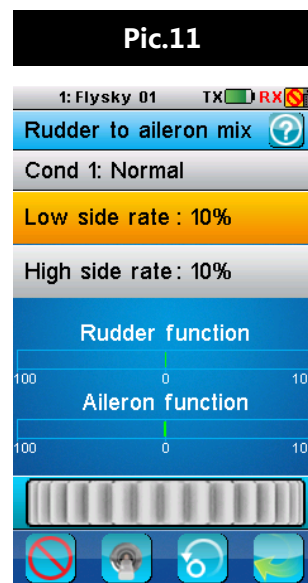 Pic.11
1: Flysky 01 TX RX
Rudder to aileron mix ?
Cond 1: Normal
Low side rate : 10%
High side rate : 10%
Rudder function
100 0 10
Aileron function
100 0 10